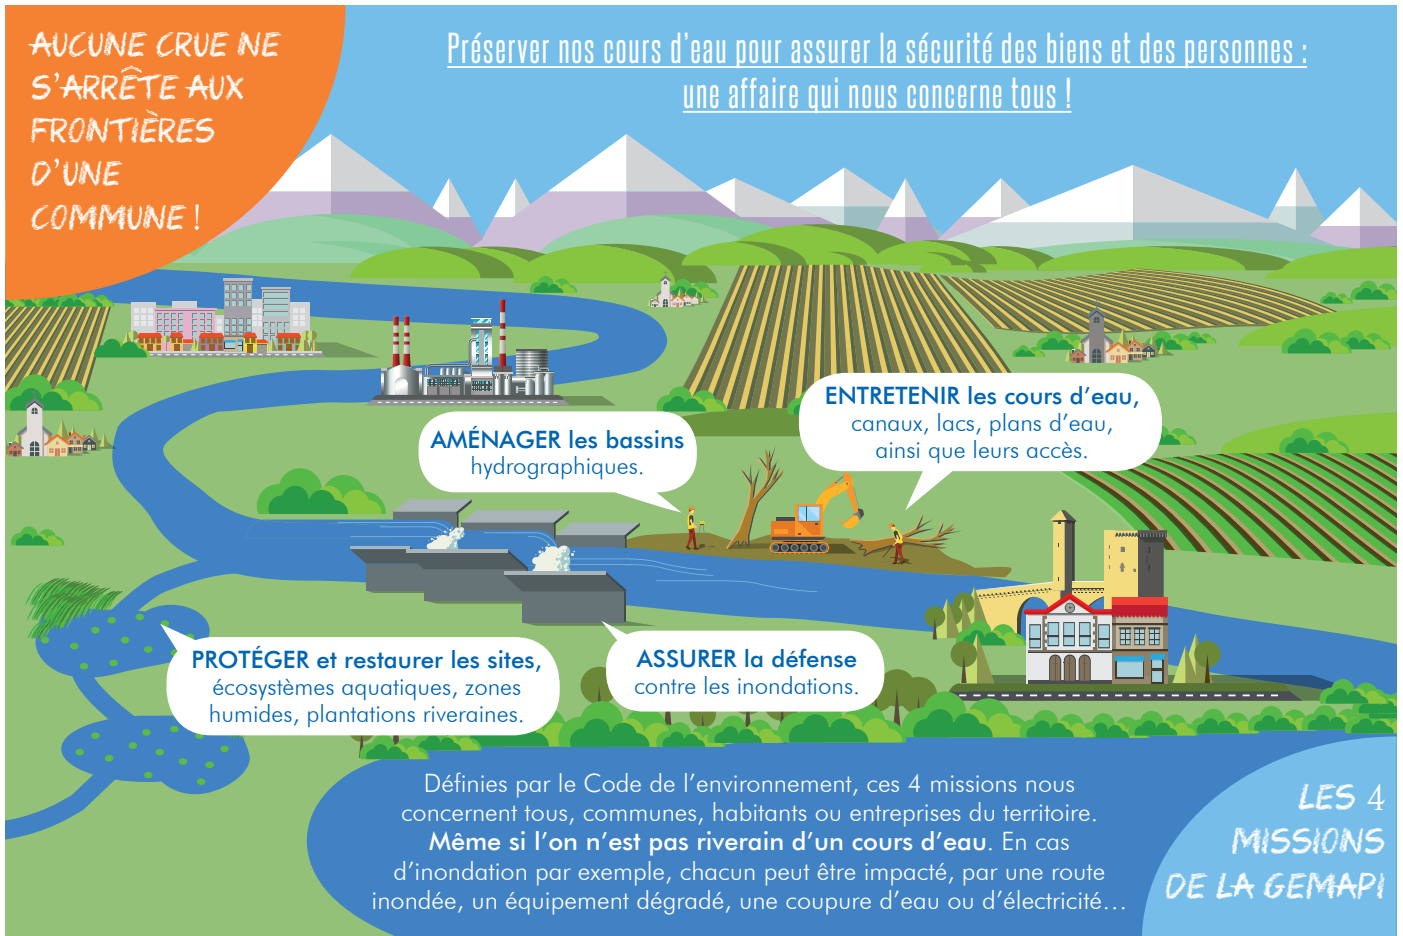 AUCUNE CRUE NE
S'ARRÊTE AUX
FRONTIÈRES
D'UNE
COMMUNE !
Préserver nos cours d'eau pour assurer la sécurité des biens et des personnes :
une affaire qui nous concerne tous !
ENTRETENIR les cours d'eau,
canaux, lacs, plans d'eau,
ainsi que leurs accès.
AMÉNAGER les bassins
hydrographiques.
PROTÉGER et restaurer les sites,
écosystèmes aquatiques, zones
humides, plantations riveraines.
ASSURER la défense
contre les inondations.
Définies par le Code de l'environnement, ces 4 missions nous
concernent tous, communes, habitants ou entreprises du territoire.
Même si l'on n'est pas riverain d'un cours d'eau. En cas
d'inondation par exemple, chacun peut être impacté, par une route
inondée, un équipement dégradé, une coupure d'eau ou d'électricité...
LES 4
MISSIONS
DE LA GEMAPI